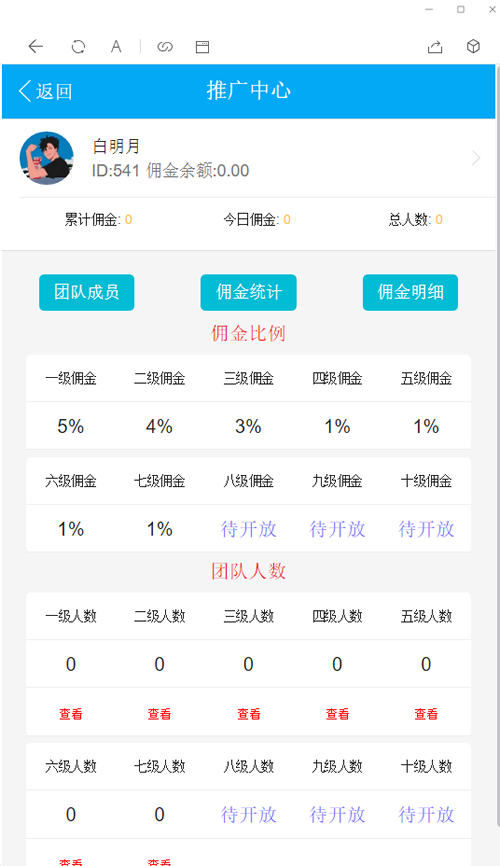 A
返回 推广中心
白明月
ID:541 佣金余额:0.00
累计佣金: 0 今日佣金: 0 总人数: 0
团队成员 佣金统计 佣金明细
佣金比例
一级佣金 二级佣金 三级佣金 四级佣金 五级佣金
5% 4% 3% 1% 1%
六级佣金 七级佣金 八级佣金 九级佣金 十级佣金
1% 1% 待开放 待开放 待开放
团队人数
一级人数 二级人数 三级人数 四级人数 五级人数
0 0 0 0 0
查看 查看 查看 查看 查看
六级人数 七级人数 八级人数 九级人数 十级人数
0 0 待开放 待开放 待开放
查看 查看